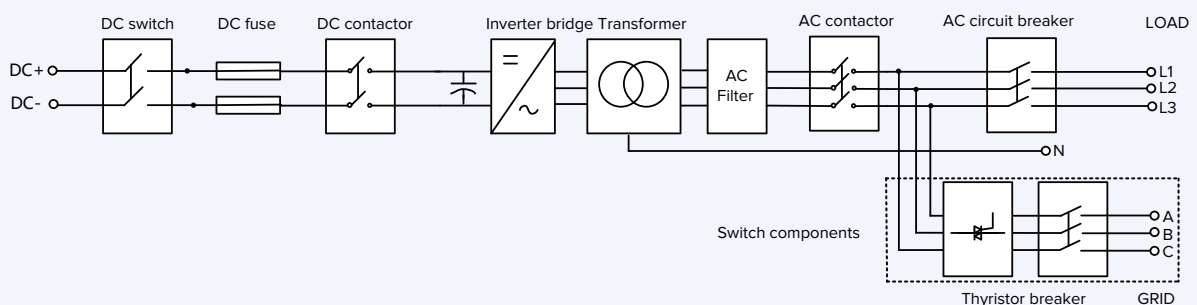 DC switch
DC fuse
DC contactor
Inverter bridge Transformer
AC contactor
AC circuit breaker
LOAD
DC+
DC-
AC
Filter
L1
L2
L3
N
Switch components
A
B
C
Thyristor breaker
GRID